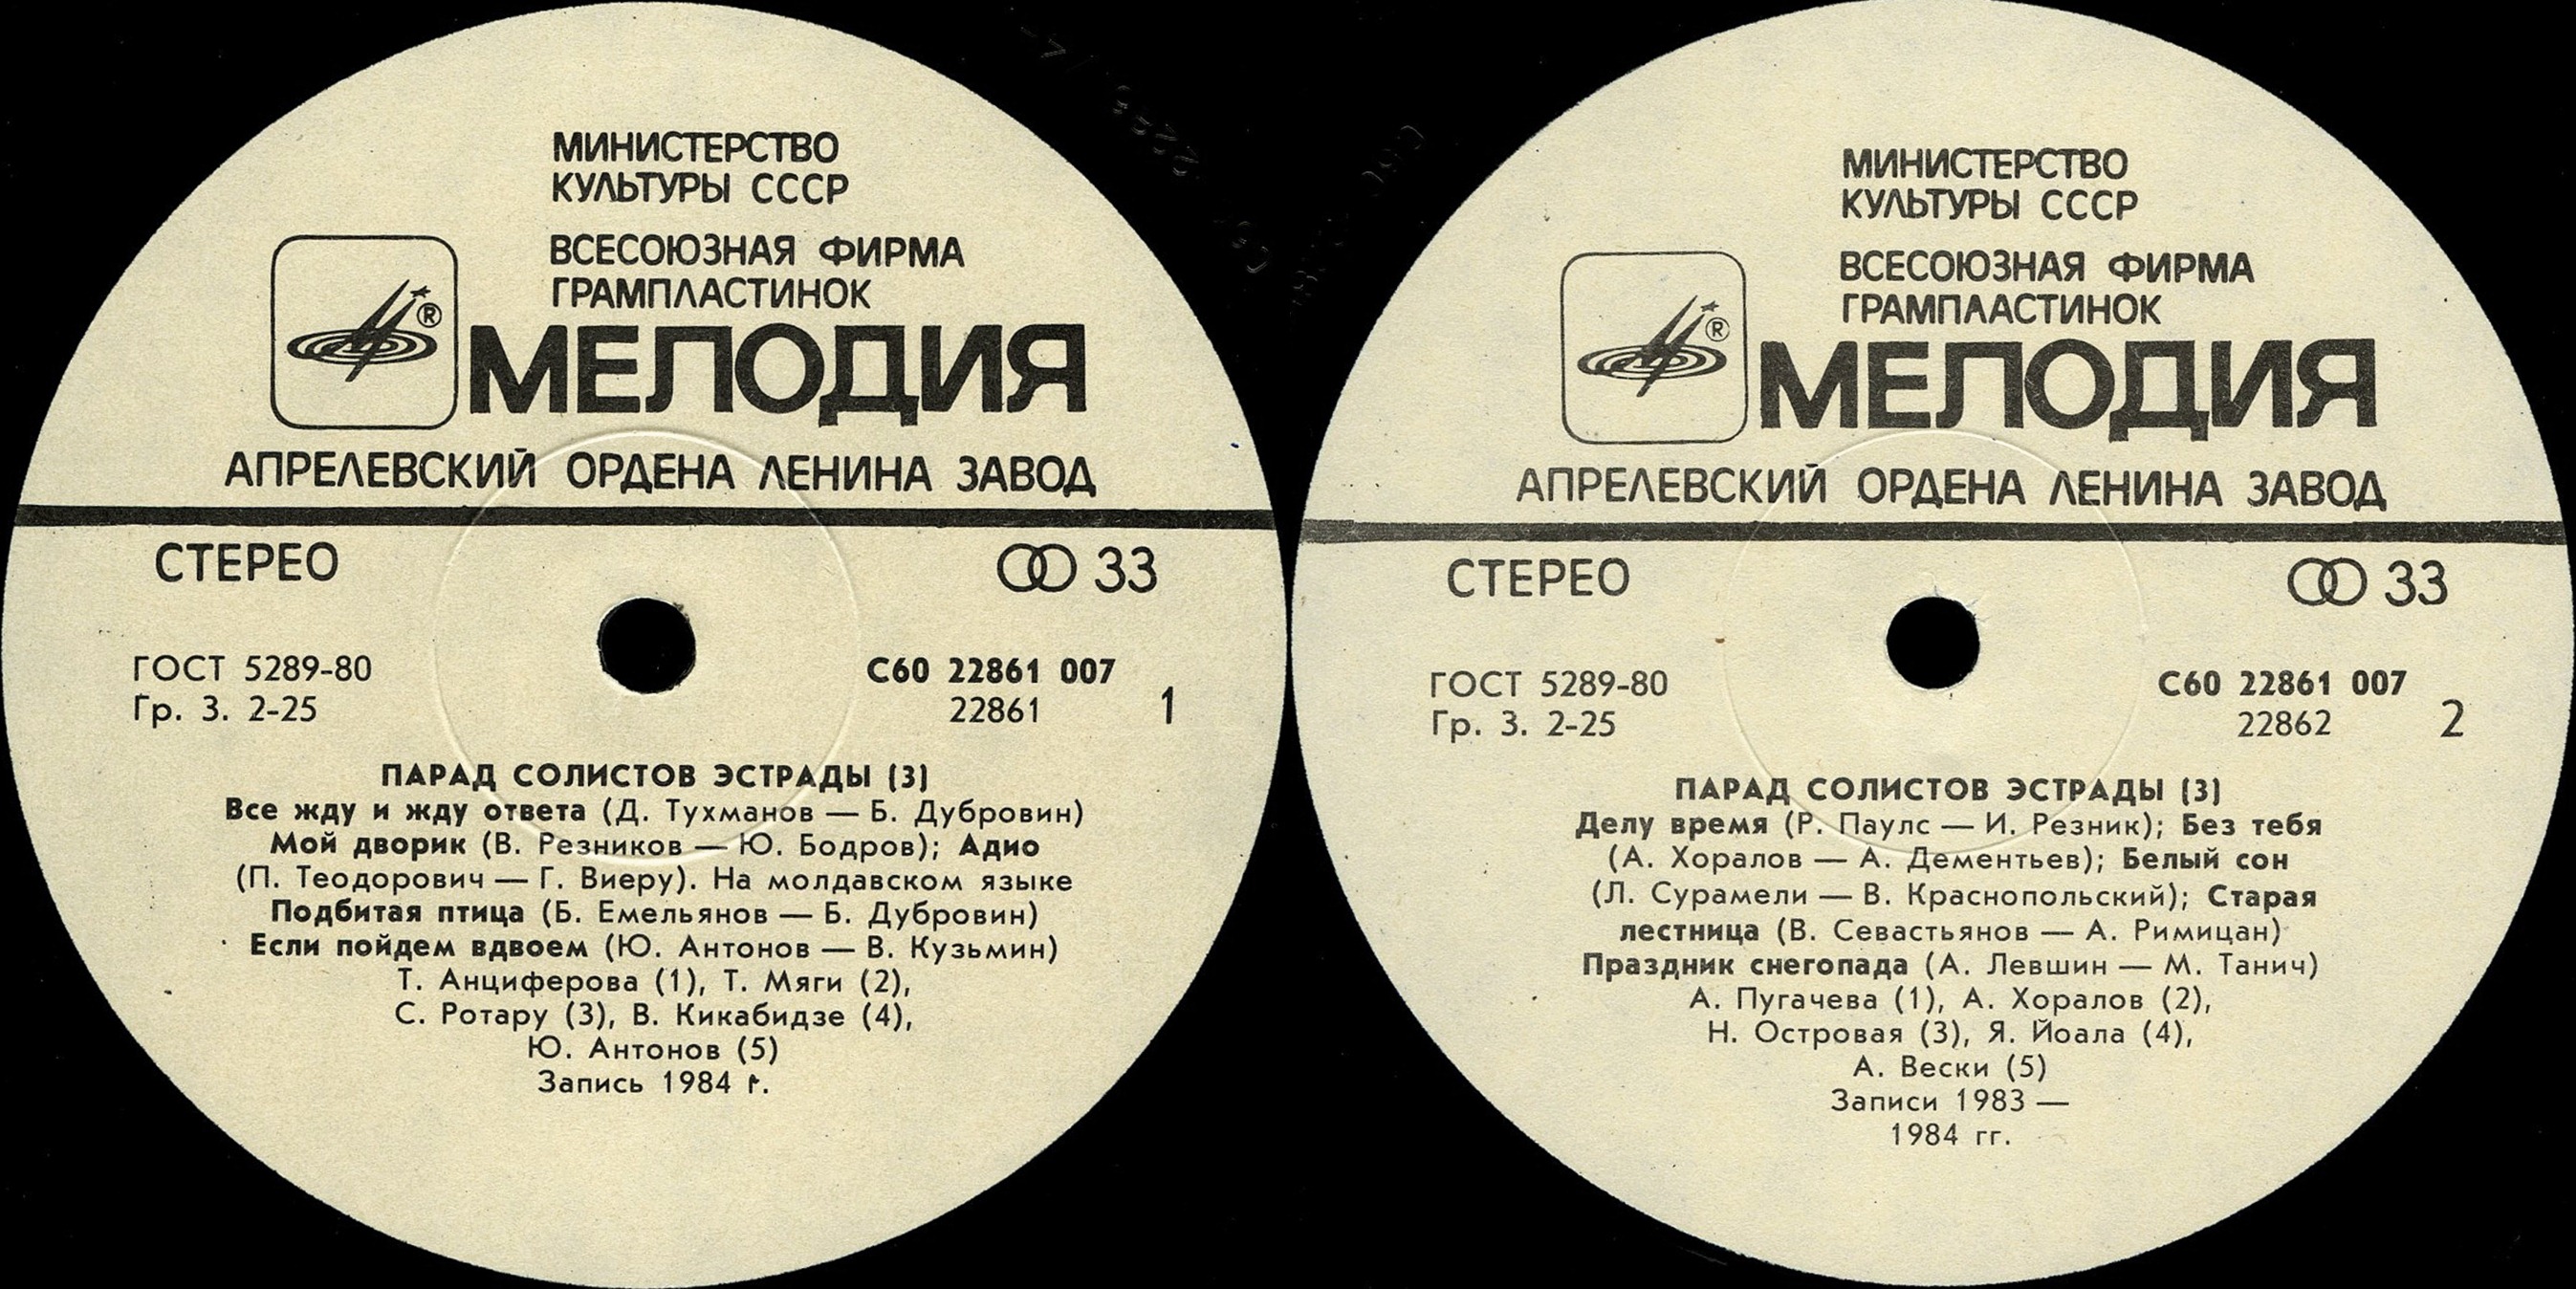 МИНИСТЕРСТВО
КУЛЬТУРЫ СССР
ВСЕСОЮЗНАЯ ФИРМА
ГРАМПЛАСТИНОК
®
МЕЛОДИЯ
АПРЕЛЕВСКИЙ ОРДЕНА ЛЕНИНА ЗАВОД
СТЕРЕО
33
ГОСТ 5289-80
Гр. 3. 2-25
С60 22861 007
22861
1
ПАРАД СОЛИСТОВ ЭСТРАДЫ (3)
Все жду и жду ответа (Д. Тухманов — Б. Дубровин)
Мой дворик (В. Резников — Ю. Бодров); Адио
(П. Теодорович — Г. Виеру). На молдавском языке
Подбитая птица (Б. Емельянов — Б. Дубровин)
Если пойдем вдвоем (Ю. Антонов — В. Кузьмин)
Т. Анциферова (1), Т. Мяги (2),
С. Ротару (3), В. Кикабидзе (4),
Ю. Антонов (5)
Запись 1984 г.
МИНИСТЕРСТВО
КУЛЬТУРЫ СССР
ВСЕСОЮЗНАЯ ФИРМА
ГРАМПЛАСТИНОК
®
МЕЛОДИЯ
АПРЕЛЕВСКИЙ ОРДЕНА ЛЕНИНА ЗАВОД
СТЕРЕО
33
ГОСТ 5289-80
Гр. 3. 2-25
С60 22861 007
22862
2
ПАРАД СОЛИСТОВ ЭСТРАДЫ (3)
Делу время (Р. Паулс — И. Резник); Без тебя
(А. Хоралов — А. Дементьев); Белый сон
(Л. Сурамели — В. Краснопольский); Старая
лестница (В. Севастьянов — А. Римицан)
Праздник снегопада (А. Левшин — М. Танич)
А. Пугачева (1), А. Хоралов (2),
Н. Островая (3), Я. Йоала (4),
А. Вески (5)
Записи 1983 —
1984 гг.